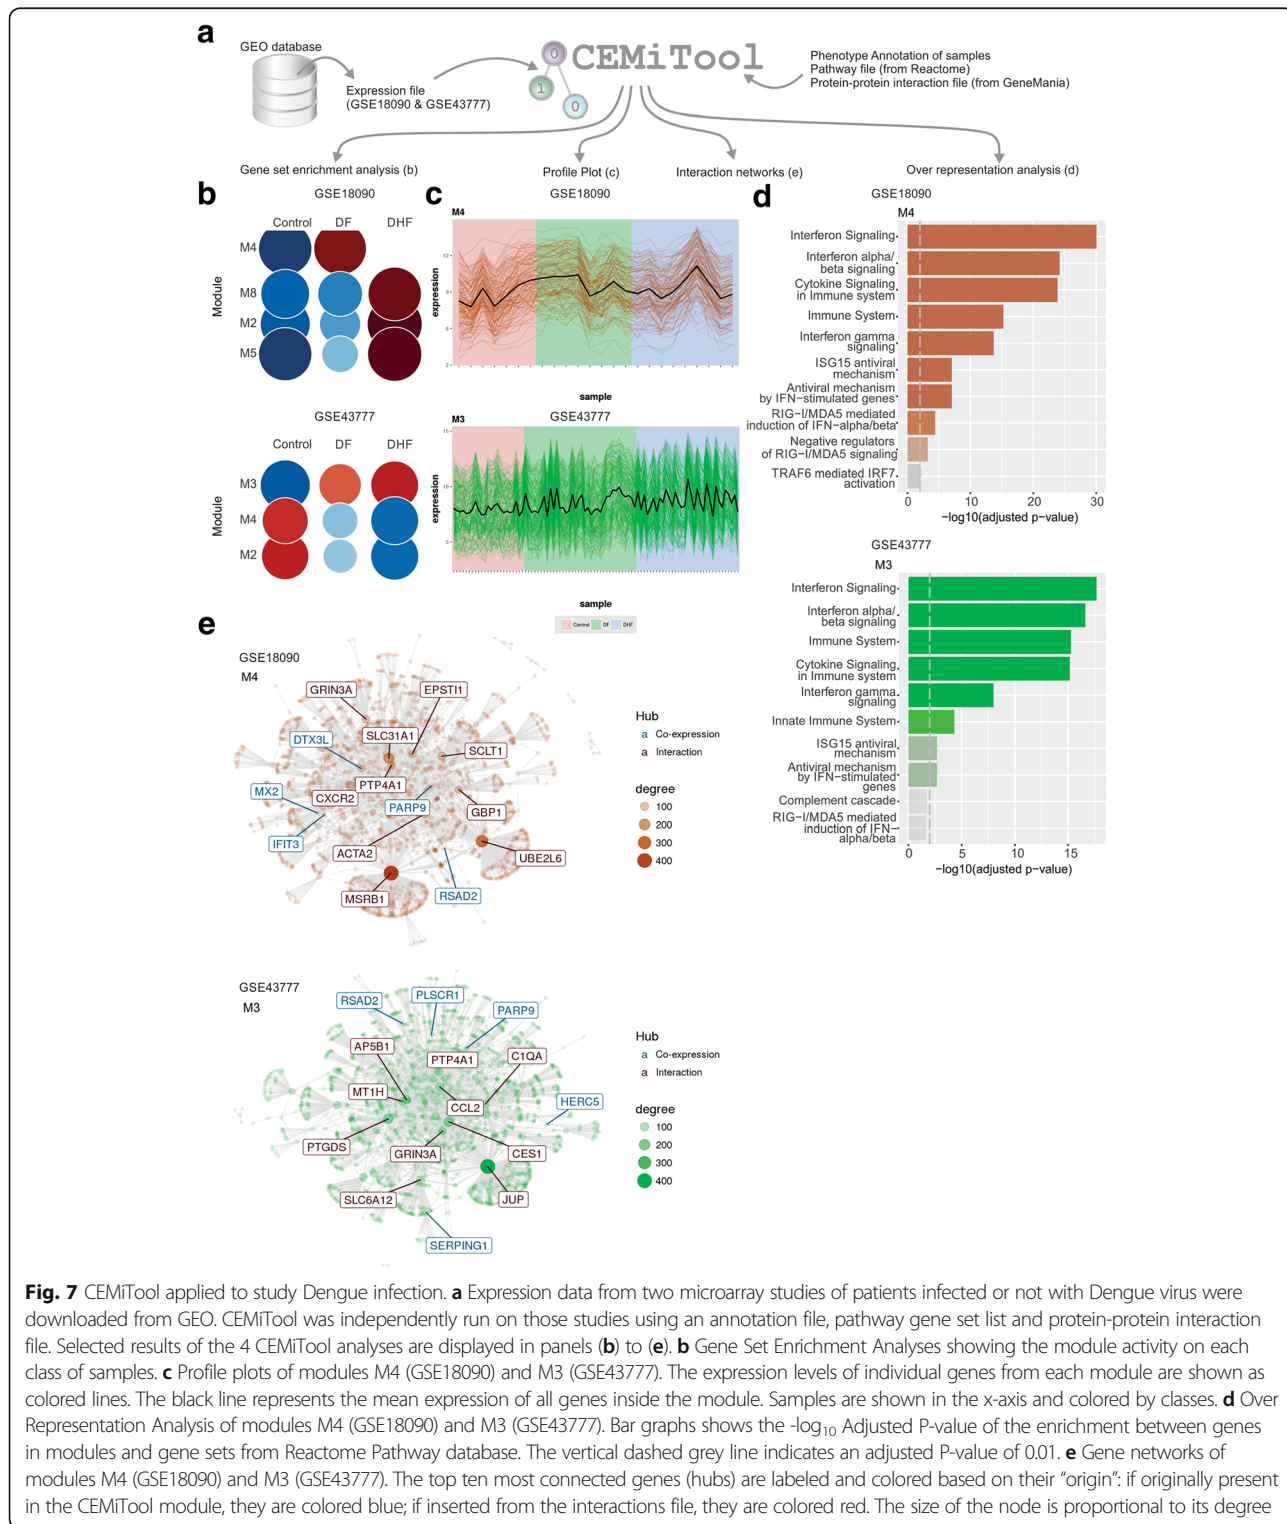 a
GEO database
Expression file
(GSE18090 & GSE43777)
0
1
0
CEMiTool
Phenotype Annotation of samples
Pathway file (from Reactome)
Protein-protein interaction file (from GeneMania)
Gene set enrichment analysis (b)
Profile Plot (c)
Interaction networks (e)
Over representation analysis (d)
b
GSE18090
Control
DF
DHF
Module
M4
M8
M2
M5
GSE43777
Control
DF
DHF
Module
M3
M4
M2
c
GSE18090
M4
expression
12
9
6
3
sample
GSE43777
M3
expression
15
10
5
sample
Control
DF
DHF
d
GSE18090
M4
Interferon Signaling
Interferon alpha/
beta signaling
Cytokine Signaling
in Immune system
Immune System
Interferon gamma
signaling
ISG15 antiviral
mechanism
Antiviral mechanism
by IFN-stimulated genes
RIG-I/MDA5 mediated
induction of IFN-alpha/beta
Negative regulators
of RIG-I/MDA5 signaling
TRAF6 mediated IRF7
activation
0 10 20 30
−log10(adjusted p-value)
GSE43777
M3
Interferon Signaling
Interferon alpha/
beta signaling
Immune System
Cytokine Signaling
in Immune system
Interferon gamma
signaling
Innate Immune System
ISG15 antiviral
mechanism
Antiviral mechanism
by IFN-stimulated
genes
Complement cascade
RIG-I/MDA5 mediated
induction of IFN−
alpha/beta
0 5 10 15
−log10(adjusted p-value)
e
GSE18090
M4
GRIN3A
EPSTI1
DTX3L
SLC31A1
SCLT1
PTP4A1
MX2
CXCR2
PARP9
GBP1
IFIT3
ACTA2
UBE2L6
MSRB1
RSAD2
Hub
a Co-expression
a Interaction
degree
100
200
300
400
GSE43777
M3
RSAD2
PLSCR1
PARP9
AP5B1
PTP4A1
C1QA
MT1H
CCL2
HERC5
PTGDS
GRIN3A
CES1
SLC6A12
JUP
SERPING1
Hub
a Co-expression
a Interaction
degree
100
200
300
400
Fig. 7 CEMiTool applied to study Dengue infection. a Expression data from two microarray studies of patients infected or not with Dengue virus were
downloaded from GEO. CEMiTool was independently run on those studies using an annotation file, pathway gene set list and protein-protein interaction
file. Selected results of the 4 CEMiTool analyses are displayed in panels (b) to (e). b Gene Set Enrichment Analyses showing the module activity on each
class of samples. c Profile plots of modules M4 (GSE18090) and M3 (GSE43777). The expression levels of individual genes from each module are shown as
colored lines. The black line represents the mean expression of all genes inside the module. Samples are shown in the x-axis and colored by classes. d Over
Representation Analysis of modules M4 (GSE18090) and M3 (GSE43777). Bar graphs shows the -log10 Adjusted P-value of the enrichment between genes
in modules and gene sets from Reactome Pathway database. The vertical dashed grey line indicates an adjusted P-value of 0.01. e Gene networks of
modules M4 (GSE18090) and M3 (GSE43777). The top ten most connected genes (hubs) are labeled and colored based on their “origin”: if originally present
in the CEMiTool module, they are colored blue; if inserted from the interactions file, they are colored red. The size of the node is proportional to its degree